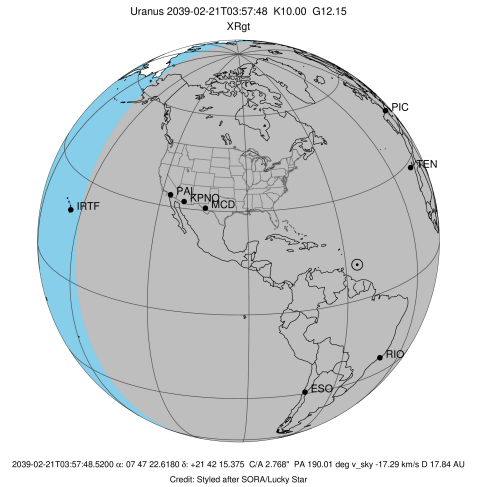 Uranus 2039-02-21T03:57:48  K10.00  G12.15
XRgt
PIC
TEN
PAL
KPNO
MCD
IRTF
RIO
ESO
2039-02-21T03:57:48.5200 α: 07 47 22.6180 δ: +21 42 15.375  C/A 2.768"  PA 190.01 deg v_sky -17.29 km/s D 17.84 AU
Credit: Styled after SORA/Lucky Star